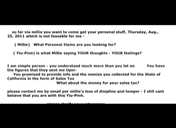 so far via millie you want to come get your personal stuff, Thursday, Aug.,
25, 2011 which is not feasable for me -
( Millie) What Personal Items are you looking for?
( Yiu-Pink) is what Millie saying YOUR thoughts - YOUR feelings?
I am simple person - you understand much more than you let on You have
the figures that they sent me tigit-
You promised to provide info and the monies you collected for the State of
California in the form of Sales Tax
What about the money for your sales tax?
please contact me by email per millie's loss of disipline and temper - I still cant
believe that you are with this Yiu-Pink.